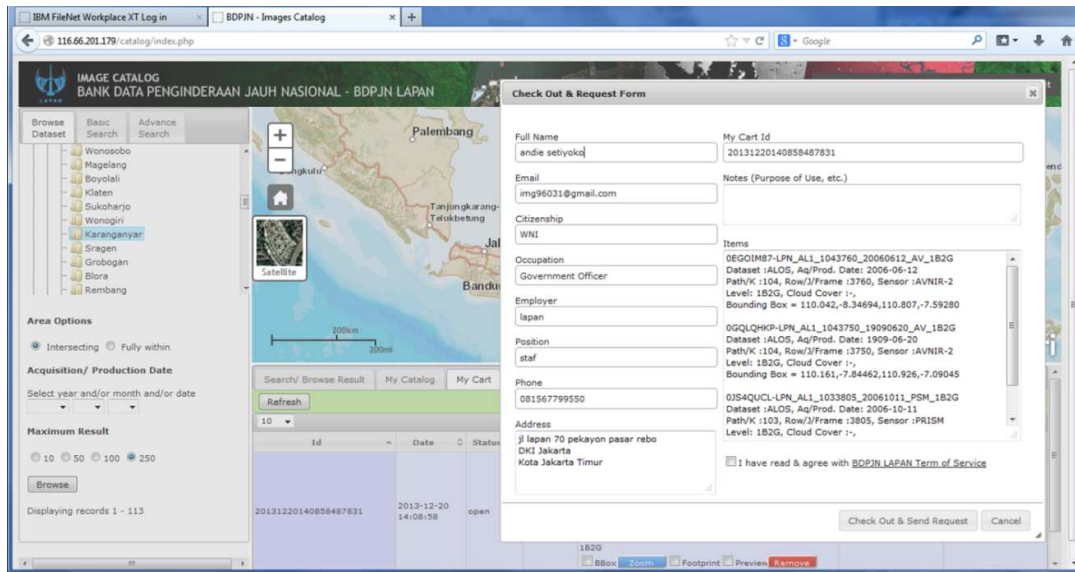 IBM FileNet Workplace XT Log in
BDPJN - Images Catalog
116.66.201.179/catalog/index.php
Google
LAPAN
IMAGE CATALOG
BANK DATA PENGINDERAAN JAUH NASIONAL - BDPJN LAPAN
Browse Dataset
Basic Search
Advance Search
Wonosobo
Magelang
Boyolali
Klaten
Sukoharjo
Wonogiri
Karanganyar
Sragen
Grobogan
Blora
Rembang
Area Options
Intersecting
Fully within
Acquisition/ Production Date
Select year and/or month and/or date
Maximum Result
10 50 100 250
Browse
Displaying records 1 - 113
Palembang
Tanjungkarang-
Telukbetung
Satellite
200km
200mi
Search/ Browse Result
My Catalog
My Cart
Refresh
10
Id
Date
Status
20131220140858487831
2013-12-20
14:08:58
open
1B2G
BBox Zoom Footprint Preview Remove
Check Out & Request Form
Full Name
andie setiyoko
Email
img96031@gmail.com
Citizenship
WNI
Occupation
Government Officer
Employer
lapan
Position
staf
Phone
081567799550
Address
jl lapan 70 pekayon pasar rebo
DKI Jakarta
Kota Jakarta Timur
My Cart Id
20131220140858487831
Notes (Purpose of Use, etc.)
Items
0EGOIM87-LPN_AL1_1043760_20060612_AV_1B2G
Dataset :ALOS, Aq/Prod. Date: 2006-06-12
Path/K :104, Row/J/Frame :3760, Sensor :AVNIR-2
Level: 1B2G, Cloud Cover :-,
Bounding Box = 110.042,-8.34694,110.807,-7.59280
0GQLQHKP-LPN_AL1_1043750_19090620_AV_1B2G
Dataset :ALOS, Aq/Prod. Date: 1909-06-20
Path/K :104, Row/J/Frame :3750, Sensor :AVNIR-2
Level: 1B2G, Cloud Cover :-,
Bounding Box = 110.161,-7.84462,110.926,-7.09045
0JS4QUCL-LPN_AL1_1033805_20061011_PSM_1B2G
Dataset :ALOS, Aq/Prod. Date: 2006-10-11
Path/K :103, Row/J/Frame :3805, Sensor :PRISM
Level: 1B2G, Cloud Cover :-,
I have read & agree with BDPJN LAPAN Term of Service
Check Out & Send Request
Cancel